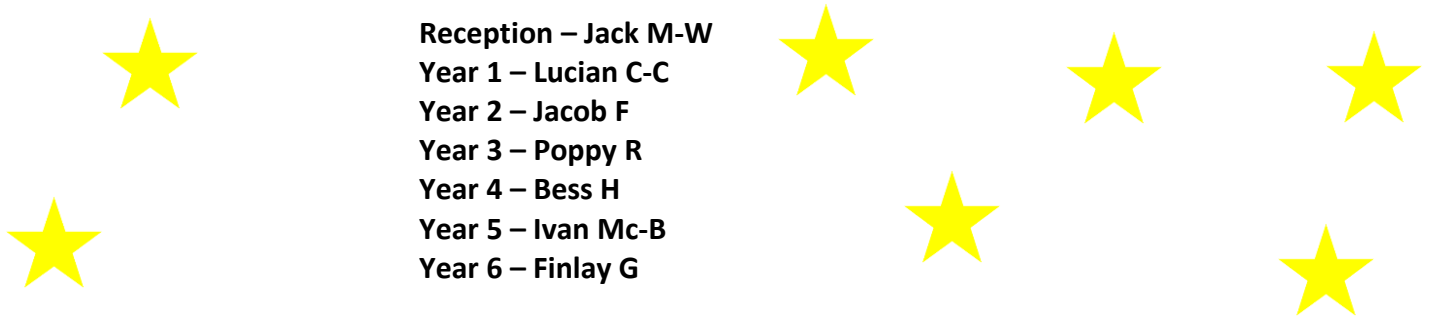 Reception – Jack M-W
Year 1 – Lucian C-C
Year 2 – Jacob F
Year 3 – Poppy R
Year 4 – Bess H
Year 5 – Ivan Mc-B
Year 6 – Finlay G